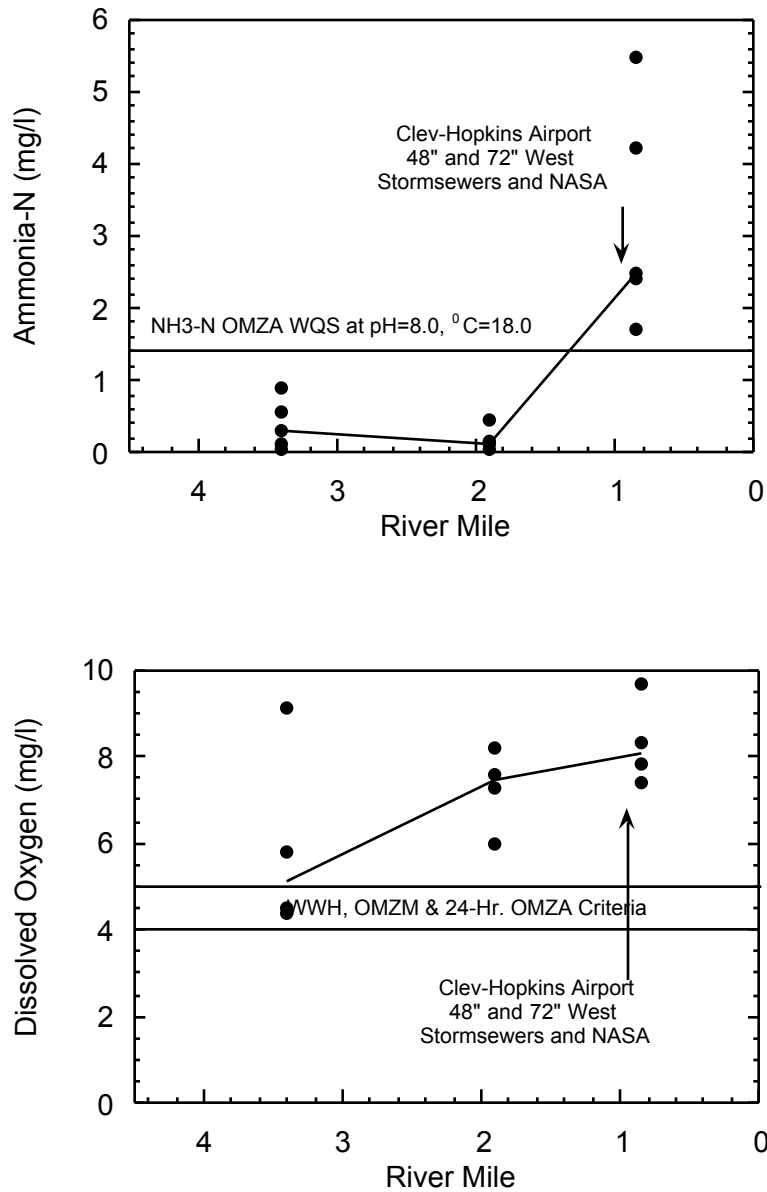 6
5
4
3
2
1
0
Ammonia-N (mg/l)
Clev-Hopkins Airport
48" and 72" West
Stormsewers and NASA
NH3-N OMZA WQS at pH=8.0, ⁰C=18.0
4 3 2 1 0
River Mile
10
8
6
4
2
0
Dissolved Oxygen (mg/l)
WWH, OMZM & 24-Hr. OMZA Criteria
Clev-Hopkins Airport
48" and 72" West
Stormsewers and NASA
4 3 2 1 0
River Mile